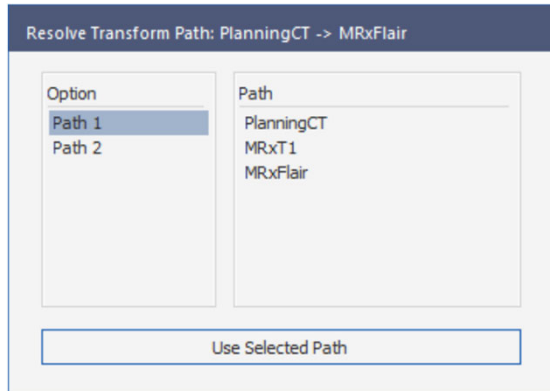 Resolve Transform Path: PlanningCT -> MRxFlair
Option
Path 1
Path 2
Path
PlanningCT
MRxT1
MRxFlair
Use Selected Path